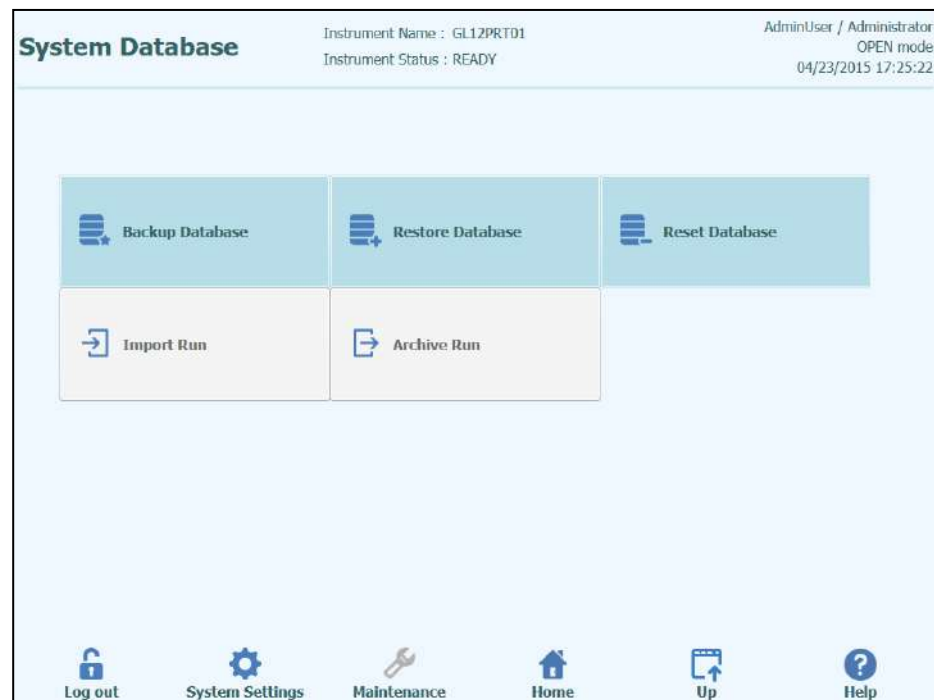 System Database
Instrument Name : GL12PRT01
Instrument Status : READY
AdminUser / Administrator
OPEN mode
04/23/2015 17:25:22
Backup Database
Restore Database
Reset Database
Import Run
Archive Run
Log out
System Settings
Maintenance
Home
Up
Help